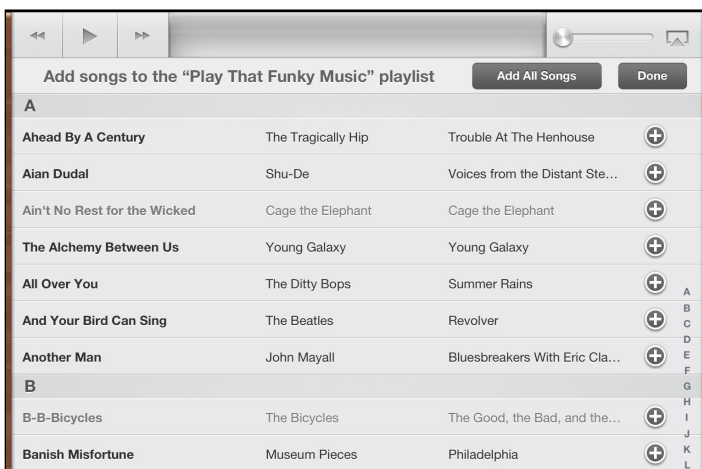 Add songs to the “Play That Funky Music” playlist Add All Songs Done
A
Ahead By A Century The Tragically Hip Trouble At The Henhouse
Aian Dudal Shu-De Voices from the Distant Ste…
Ain't No Rest for the Wicked Cage the Elephant Cage the Elephant
The Alchemy Between Us Young Galaxy Young Galaxy
All Over You The Ditty Bops Summer Rains
And Your Bird Can Sing The Beatles Revolver
Another Man John Mayall Bluesbreakers With Eric Cla…
B
B-B-Bicycles The Bicycles The Good, the Bad, and the…
Banish Misfortune Museum Pieces Philadelphia
A
B
C
D
E
F
G
H
I
J
K
L